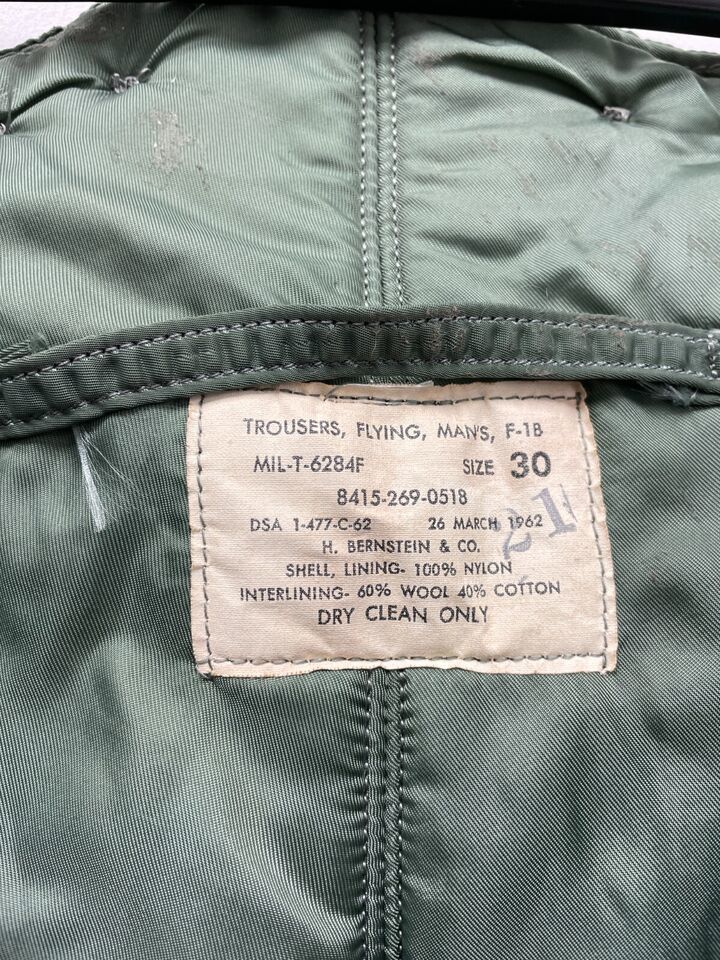 TROUSERS, FLYING, MAN'S, F-1B
MIL-T-6284F SIZE 30
8415-269-0518
DSA 1-477-C-62 26 MARCH 1962
21
H. BERNSTEIN & CO.
SHELL, LINING- 100% NYLON
INTERLINING- 60% WOOL 40% COTTON
DRY CLEAN ONLY